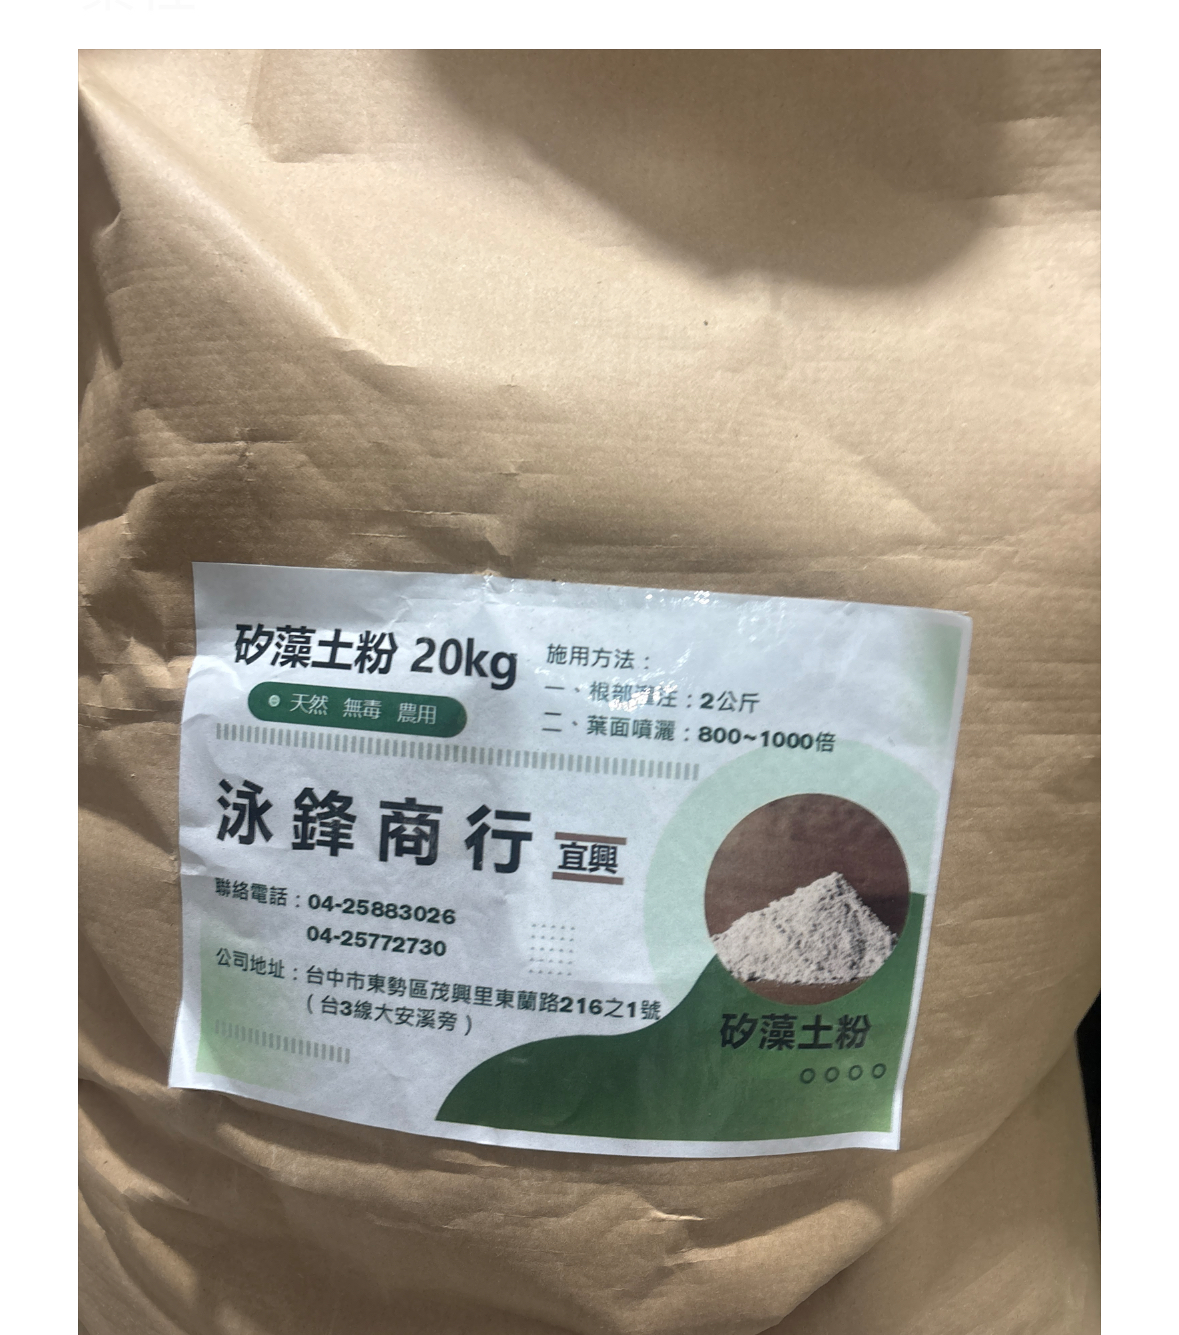 矽藻土粉 20kg
天然 無毒 農用
施用方法：
一、根部灌注：2公斤
二、葉面噴灑：800~1000倍
泳鋒商行 宜興
聯絡電話：04-25883026
04-25772730
公司地址：台中市東勢區茂興里東蘭路216之1號
（台3線大安溪旁）
矽藻土粉